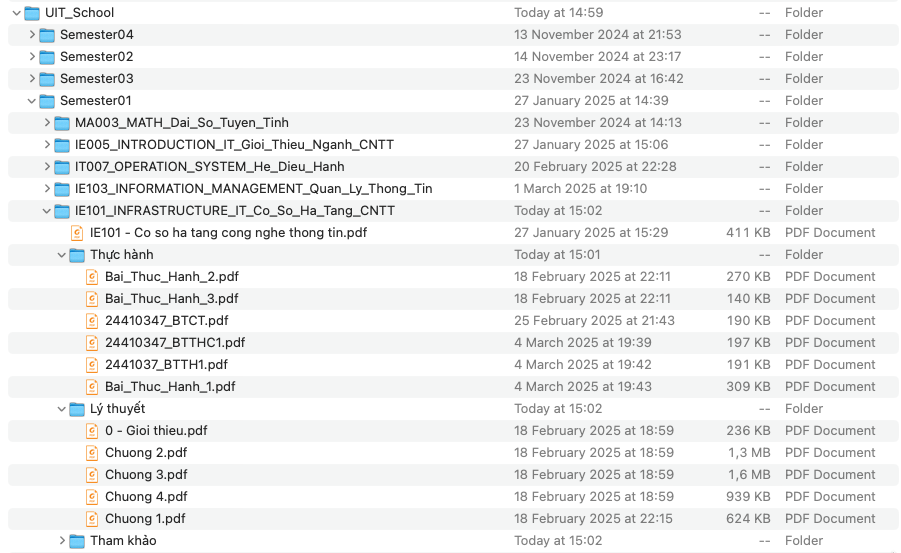 UIT_School Today at 14:59 -- Folder
Semester04 13 November 2024 at 21:53 -- Folder
Semester02 14 November 2024 at 23:17 -- Folder
Semester03 23 November 2024 at 16:42 -- Folder
Semester01 27 January 2025 at 14:39 -- Folder
MA003_MATH_Dai_So_Tuyen_Tinh 23 November 2024 at 14:13 -- Folder
IE005_INTRODUCTION_IT_Gioi_Thieu_Nganh_CNTT 27 January 2025 at 15:06 -- Folder
IT007_OPERATION_SYSTEM_He_Dieu_Hanh 20 February 2025 at 22:28 -- Folder
IE103_INFORMATION_MANAGEMENT_Quan_Ly_Thong_Tin 1 March 2025 at 19:10 -- Folder
IE101_INFRASTRUCTURE_IT_Co_So_Ha_Tang_CNTT Today at 15:02 -- Folder
IE101 - Co so ha tang cong nghe thong tin.pdf 27 January 2025 at 15:29 411 KB PDF Document
Thực hành Today at 15:01 -- Folder
Bai_Thuc_Hanh_2.pdf 18 February 2025 at 22:11 270 KB PDF Document
Bai_Thuc_Hanh_3.pdf 18 February 2025 at 22:11 140 KB PDF Document
24410347_BTCT.pdf 25 February 2025 at 21:43 190 KB PDF Document
24410347_BTTHC1.pdf 4 March 2025 at 19:39 197 KB PDF Document
2441037_BTTH1.pdf 4 March 2025 at 19:42 191 KB PDF Document
Bai_Thuc_Hanh_1.pdf 4 March 2025 at 19:43 309 KB PDF Document
Lý thuyết Today at 15:02 -- Folder
0 - Gioi thieu.pdf 18 February 2025 at 18:59 236 KB PDF Document
Chuong 2.pdf 18 February 2025 at 18:59 1,3 MB PDF Document
Chuong 3.pdf 18 February 2025 at 18:59 1,6 MB PDF Document
Chuong 4.pdf 18 February 2025 at 18:59 939 KB PDF Document
Chuong 1.pdf 18 February 2025 at 22:15 624 KB PDF Document
Tham khảo Today at 15:02 -- Folder